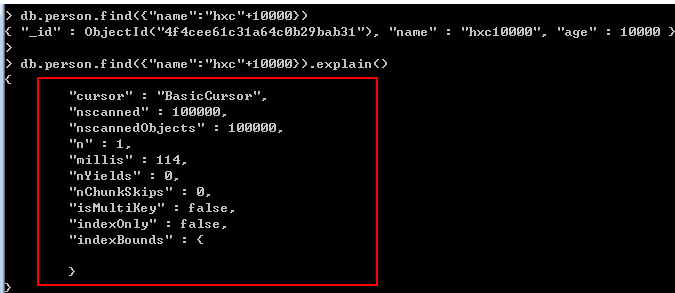 > db.person.find({"name":"hxc"+10000})
{ "_id" : ObjectId("4f4cee61c31a64c0b29bab31"), "name" : "hxc10000", "age" : 10000 }
>
> db.person.find({"name":"hxc"+10000}).explain()
{
"cursor" : "BasicCursor",
"nscanned" : 100000,
"nscannedObjects" : 100000,
"n" : 1,
"millis" : 114,
"nYields" : 0,
"nChunkSkips" : 0,
"isMultiKey" : false,
"indexOnly" : false,
"indexBounds" : {
}
}